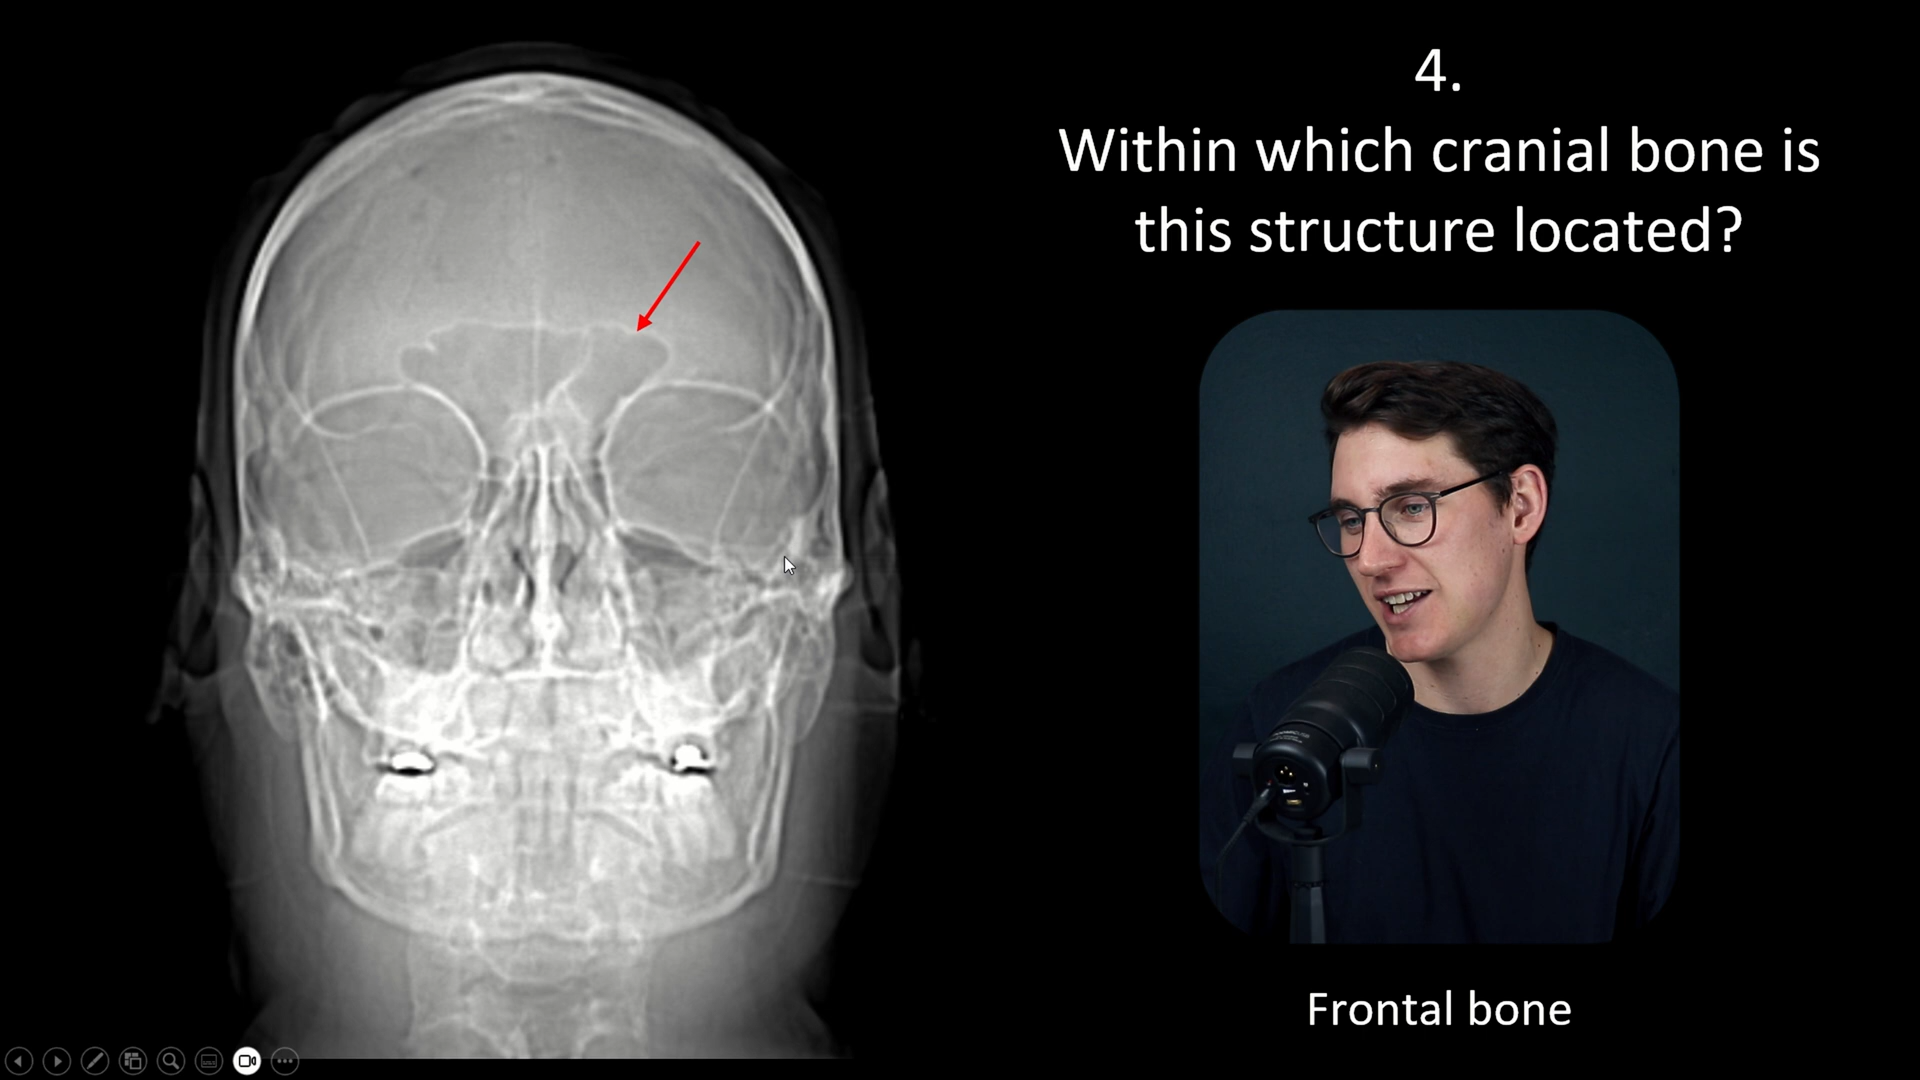 4.
Within which cranial bone is
this structure located?
Frontal bone